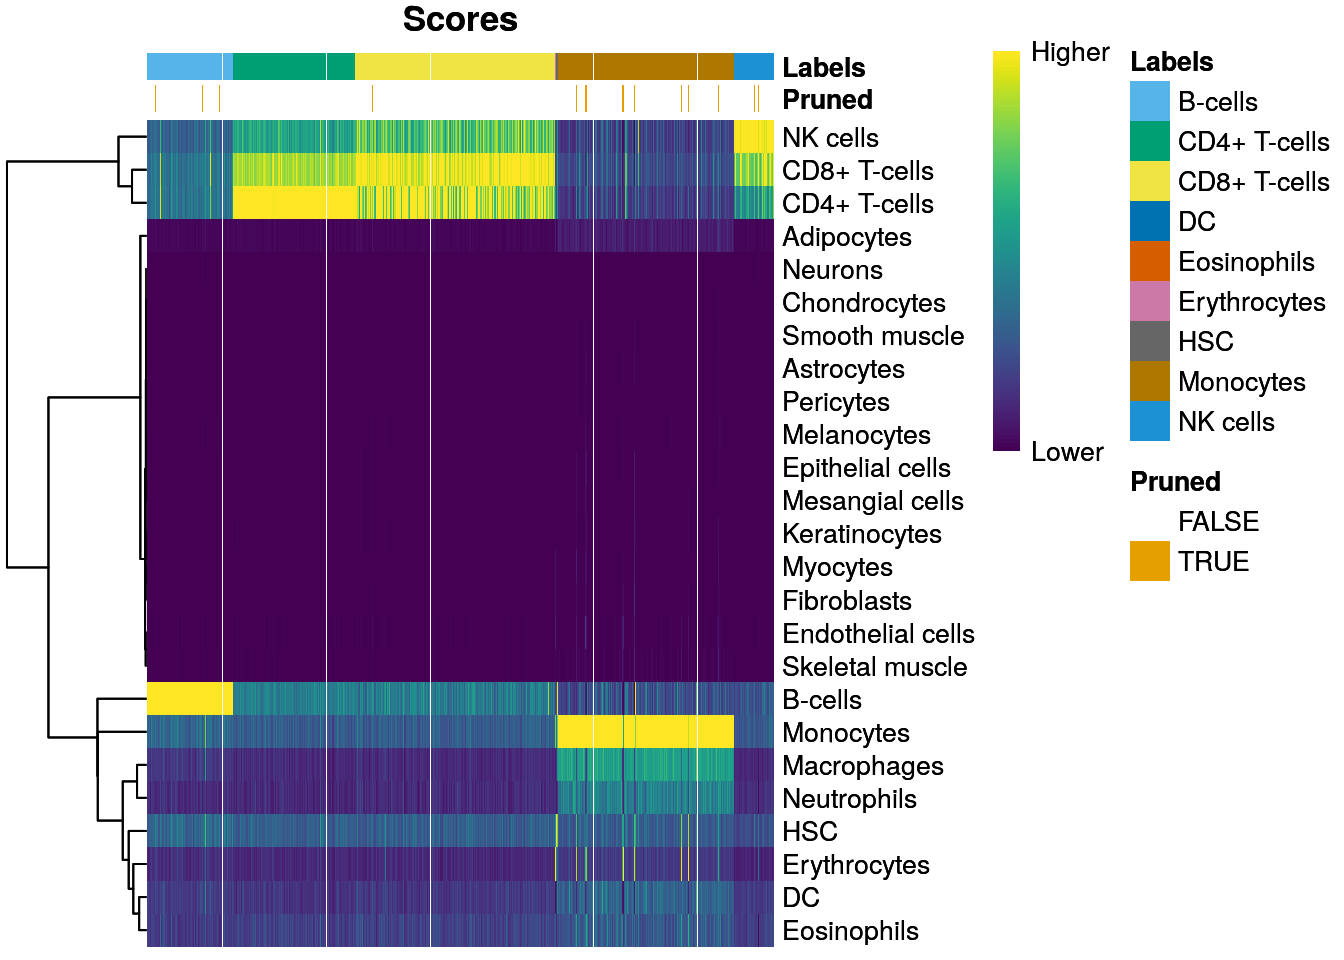 Scores
Labels
Pruned
NK cells
CD8+ T-cells
CD4+ T-cells
Adipocytes
Neurons
Chondrocytes
Smooth muscle
Astrocytes
Pericytes
Melanocytes
Epithelial cells
Mesangial cells
Keratinocytes
Myocytes
Fibroblasts
Endothelial cells
Skeletal muscle
B-cells
Monocytes
Macrophages
Neutrophils
HSC
Erythrocytes
DC
Eosinophils
Higher
Lower
Labels
B-cells
CD4+ T-cells
CD8+ T-cells
DC
Eosinophils
Erythrocytes
HSC
Monocytes
NK cells
Pruned
FALSE
TRUE